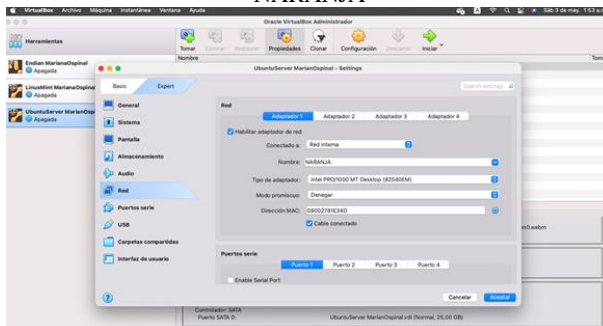 NARANJA
VirtualBox Archivo Máquina Instantánea Ventana Ayuda
Sáb 3 de may. 1:53 a.
Oracle VirtualBox Administrador
Herramientas
Tomar Eliminar Restaurar Propiedades Clonar Configuración Descartar Iniciar
Nombre
Endian MarianaOspinal
Apagada
LinuxMint MarianaOspinal
Apagada
UbuntuServer MarianOspi
Apagada
UbuntuServer MarianOspinal - Settings
Basic Expert
Search settings
General
Sistema
Pantalla
Almacenamiento
Audio
Red
Puertos serie
USB
Carpetas compartidas
Interfaz de usuario
Red
Adaptador 1 Adaptador 2 Adaptador 3 Adaptador 4
Habilitar adaptador de red
Conectado a: Red interna
Nombre: NARANJA
Tipo de adaptador: Intel PRO/1000 MT Desktop (82540EM)
Modo promiscuo: Denegar
Dirección MAC: 08002781E34D
Cable conectado
Puertos serie
Puerto 1 Puerto 2 Puerto 3 Puerto 4
Enable Serial Port
Cancelar Aceptar
Controlador: SATA
Puerto SATA 0: UbuntuServer MarianOspinal.vdi (Normal, 25,00 GB)